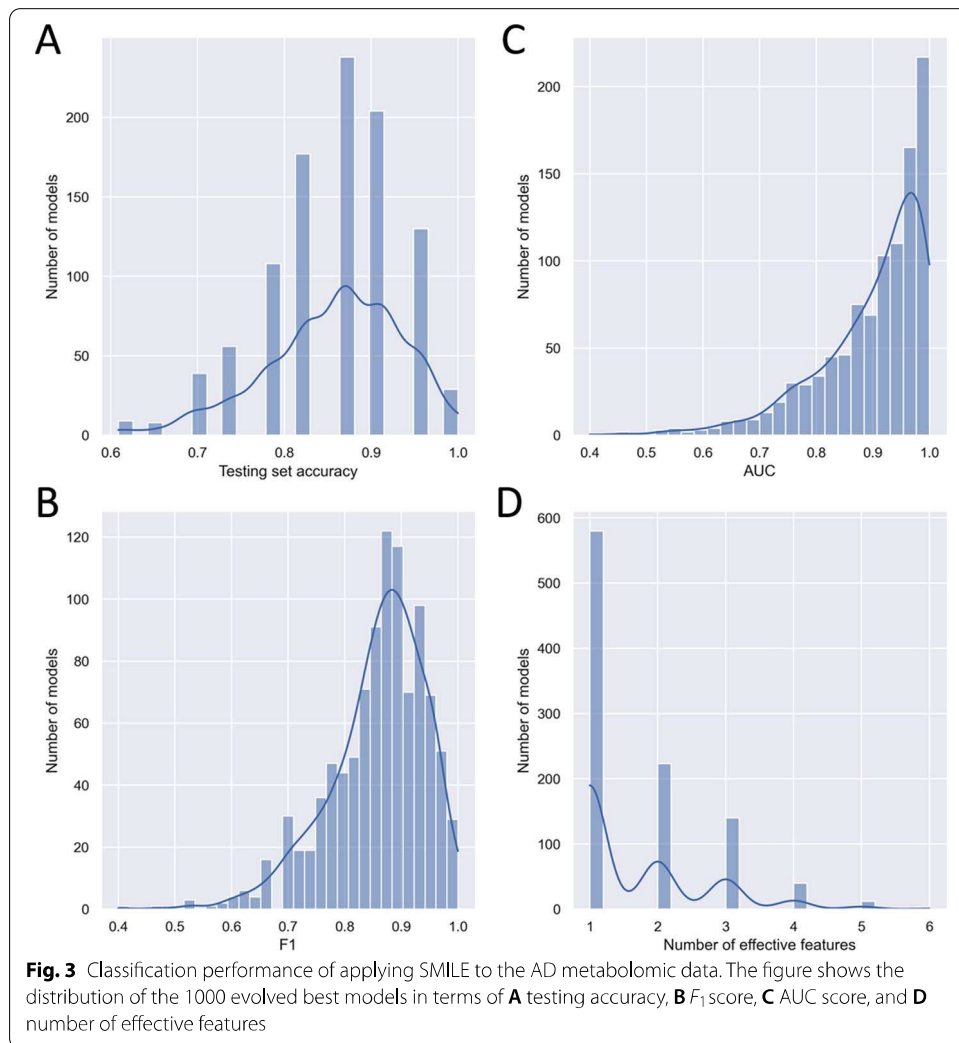 A
200
150
100
50
0
Number of models
0.6 0.7 0.8 0.9 1.0
Testing set accuracy
C
200
150
100
50
0
Number of models
0.4 0.5 0.6 0.7 0.8 0.9 1.0
AUC
B
120
100
80
60
40
20
0
Number of models
0.4 0.5 0.6 0.7 0.8 0.9 1.0
F1
D
600
500
400
300
200
100
0
Number of models
1 2 3 4 5 6
Number of effective features
Fig. 3 Classification performance of applying SMILE to the AD metabolomic data. The figure shows the
distribution of the 1000 evolved best models in terms of A testing accuracy, B F1 score, C AUC score, and D
number of effective features